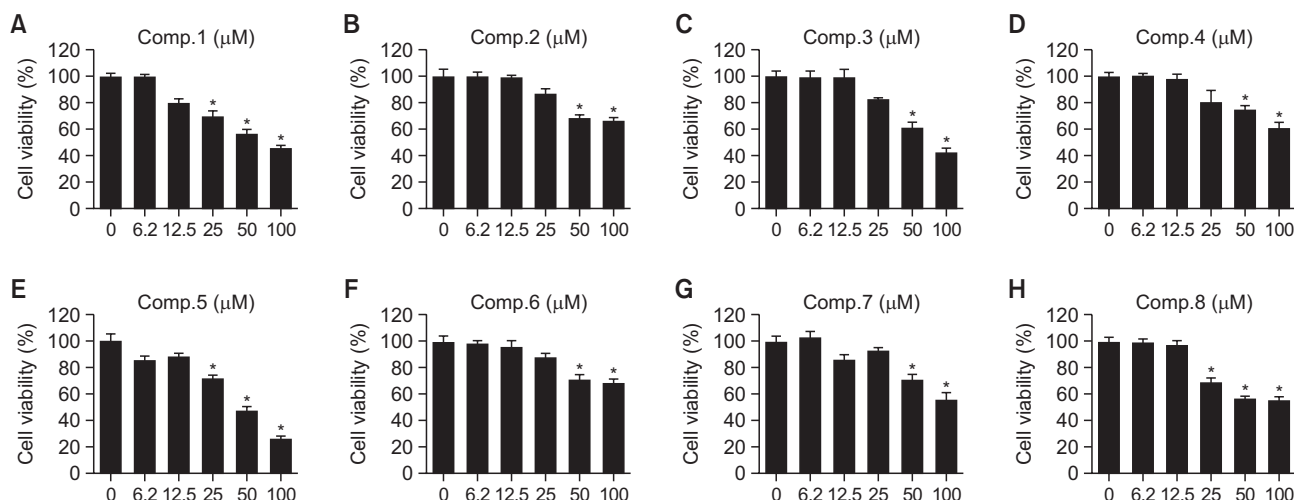 A
Comp.1 (μM)
Cell viability (%)
120
100
80
60
40
20
0
* * *
0 6.2 12.5 25 50 100
B
Comp.2 (μM)
Cell viability (%)
120
100
80
60
40
20
0
* *
0 6.2 12.5 25 50 100
C
Comp.3 (μM)
Cell viability (%)
120
100
80
60
40
20
0
* *
0 6.2 12.5 25 50 100
D
Comp.4 (μM)
Cell viability (%)
120
100
80
60
40
20
0
* *
0 6.2 12.5 25 50 100
E
Comp.5 (μM)
Cell viability (%)
120
100
80
60
40
20
0
* * *
0 6.2 12.5 25 50 100
F
Comp.6 (μM)
Cell viability (%)
120
100
80
60
40
20
0
* *
0 6.2 12.5 25 50 100
G
Comp.7 (μM)
Cell viability (%)
120
100
80
60
40
20
0
* *
0 6.2 12.5 25 50 100
H
Comp.8 (μM)
Cell viability (%)
120
100
80
60
40
20
0
* * *
0 6.2 12.5 25 50 100